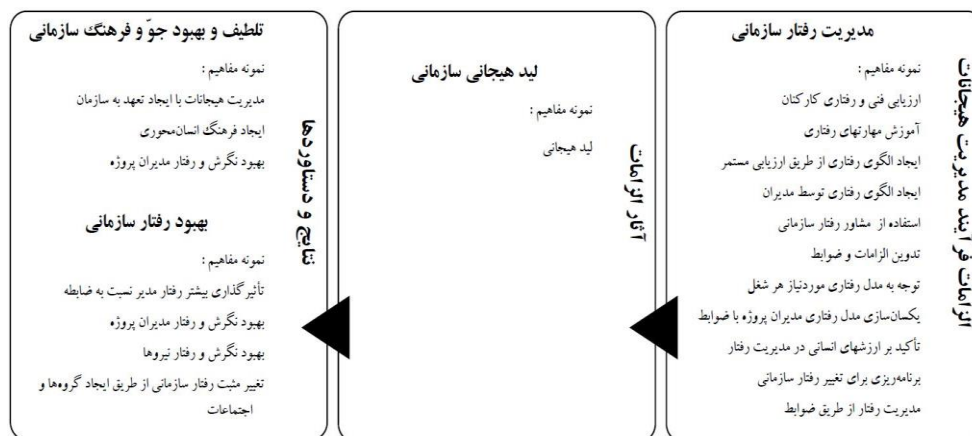 الزامات فرآیند مدیریت هیجانات
مدیریت رفتار سازمانی
نمونه مفاهیم :
ارزیابی فنی و رفتاری کارکنان
آموزش مهارتهای رفتاری
ایجاد الگوی رفتاری از طریق ارزیابی مستمر
ایجاد الگوی رفتاری توسط مدیران
استفاده از مشاور رفتار سازمانی
تدوین الزامات و ضوابط
توجه به مدل رفتاری موردنیاز هر شغل
یکسان‌سازی مدل رفتاری مدیران پروژه با ضوابط
تأکید بر ارزشهای انسانی در مدیریت رفتار
برنامه‌ریزی برای تغییر رفتار سازمانی
مدیریت رفتار از طریق ضوابط
آثار الزامات
لید هیجانی سازمانی
نمونه مفاهیم :
لید هیجانی
نتایج و دستاوردها
تلطیف و بهبود جوّ و فرهنگ سازمانی
نمونه مفاهیم :
مدیریت هیجانات با ایجاد تعهد به سازمان
ایجاد فرهنگ انسان‌محوری
بهبود نگرش و رفتار مدیران پروژه
بهبود رفتار سازمانی
نمونه مفاهیم :
تأثیرگذاری بیشتر رفتار مدیر نسبت به ضابطه
بهبود نگرش و رفتار مدیران پروژه
بهبود نگرش و رفتار نیروها
تغییر مثبت رفتار سازمانی از طریق ایجاد گروه‌ها و
اجتماعات